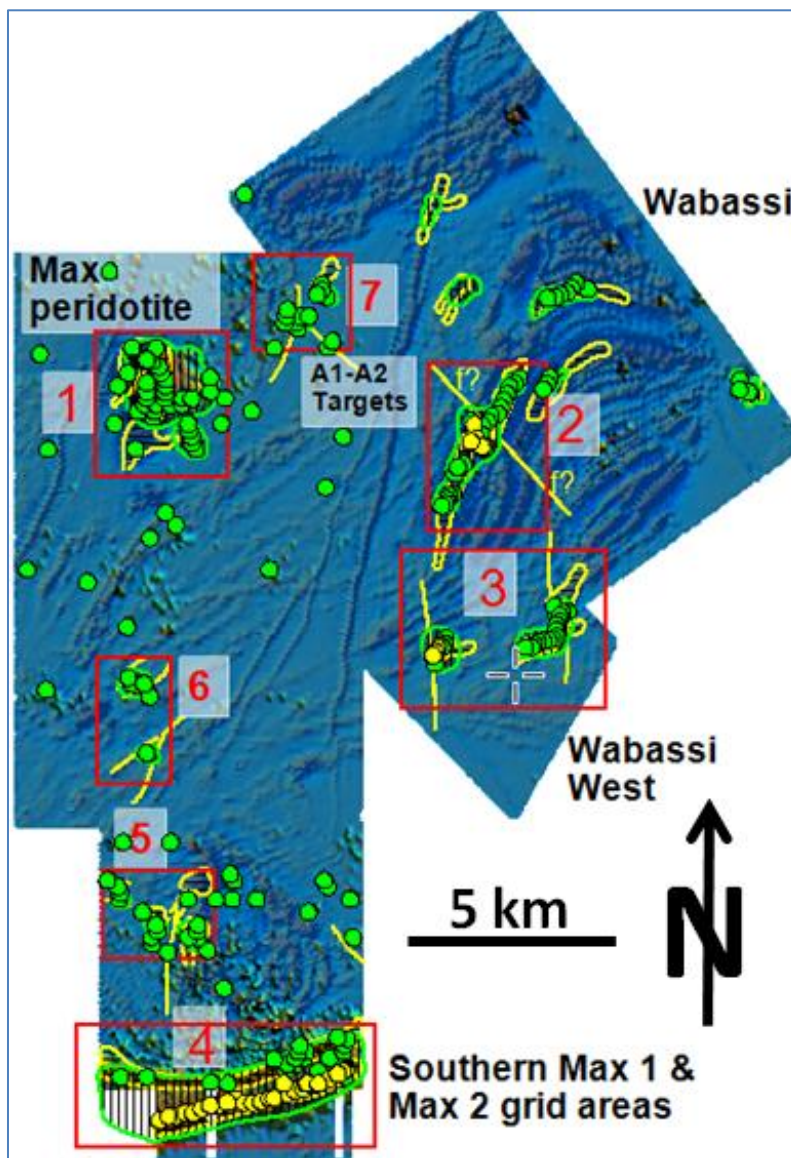 Wabassi
Max
peridotite
7
1
A1-A2
Targets
f?
2
f?
3
6
Wabassi
West
5
5 km
N
4
Southern Max 1 &
Max 2 grid areas